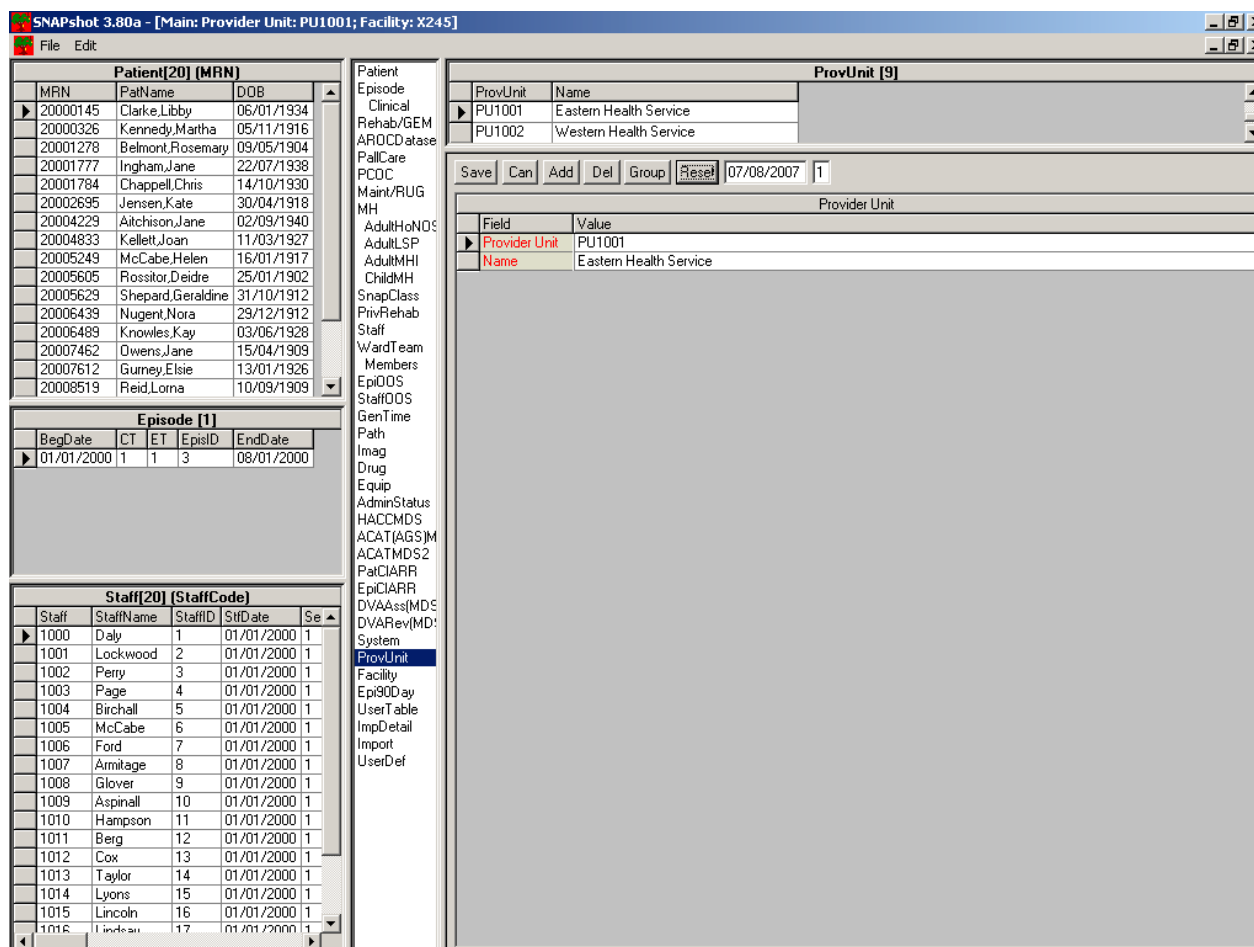 SNAPshot 3.80a - [Main: Provider Unit: PU1001; Facility: X245]
File Edit
Patient[20] (MRN)
MRN PatName DOB
20000145 Clarke,Libby 06/01/1934
20000326 Kennedy,Martha 05/11/1916
20001278 Belmont,Rosemary 09/05/1904
20001777 Ingham,Jane 22/07/1938
20001784 Chappell,Chris 14/10/1930
20002695 Jensen,Kate 30/04/1918
20004229 Aitchison,Jane 02/09/1940
20004833 Kellett,Joan 11/03/1927
20005249 McCabe,Helen 16/01/1917
20005605 Rossitor,Deidre 25/01/1902
20005629 Shepard,Geraldine 31/10/1912
20006439 Nugent,Nora 29/12/1912
20006489 Knowles,Kay 03/06/1928
20007462 Owens,Jane 15/04/1909
20007612 Gurney,Elsie 13/01/1926
20008519 Reid,Lorna 10/09/1909
Episode [1]
BegDate CT ET EpisID EndDate
01/01/2000 1 1 3 08/01/2000
Staff[20] (StaffCode)
Staff StaffName StaffID StfDate Se
1000 Daly 1 01/01/2000 1
1001 Lockwood 2 01/01/2000 1
1002 Perry 3 01/01/2000 1
1003 Page 4 01/01/2000 1
1004 Birchall 5 01/01/2000 1
1005 McCabe 6 01/01/2000 1
1006 Ford 7 01/01/2000 1
1007 Armitage 8 01/01/2000 1
1008 Glover 9 01/01/2000 1
1009 Aspinall 10 01/01/2000 1
1010 Hampson 11 01/01/2000 1
1011 Berg 12 01/01/2000 1
1012 Cox 13 01/01/2000 1
1013 Taylor 14 01/01/2000 1
1014 Lyons 15 01/01/2000 1
1015 Lincoln 16 01/01/2000 1
1016 Lindsay 17 01/01/2000 1
Patient
Episode
Clinical
Rehab/GEM
AROCDatase
PallCare
PCOC
Maint/RUG
MH
AdultHoNOS
AdultLSP
AdultMHI
ChildMH
SnapClass
PrivRehab
Staff
WardTeam
Members
EpiOOS
StaffOOS
GenTime
Path
Imag
Drug
Equip
AdminStatus
HACCMDS
ACAT(AGS)M
ACATMDS2
PatCIARR
EpiCIARR
DVAAss(MDS
DVARev(MDS
System
ProvUnit
Facility
Epi90Day
UserTable
ImpDetail
Import
UserDef
ProvUnit [9]
ProvUnit Name
PU1001 Eastern Health Service
PU1002 Western Health Service
Save Can Add Del Group Reset 07/08/2007 1
Provider Unit
Field Value
Provider Unit PU1001
Name Eastern Health Service